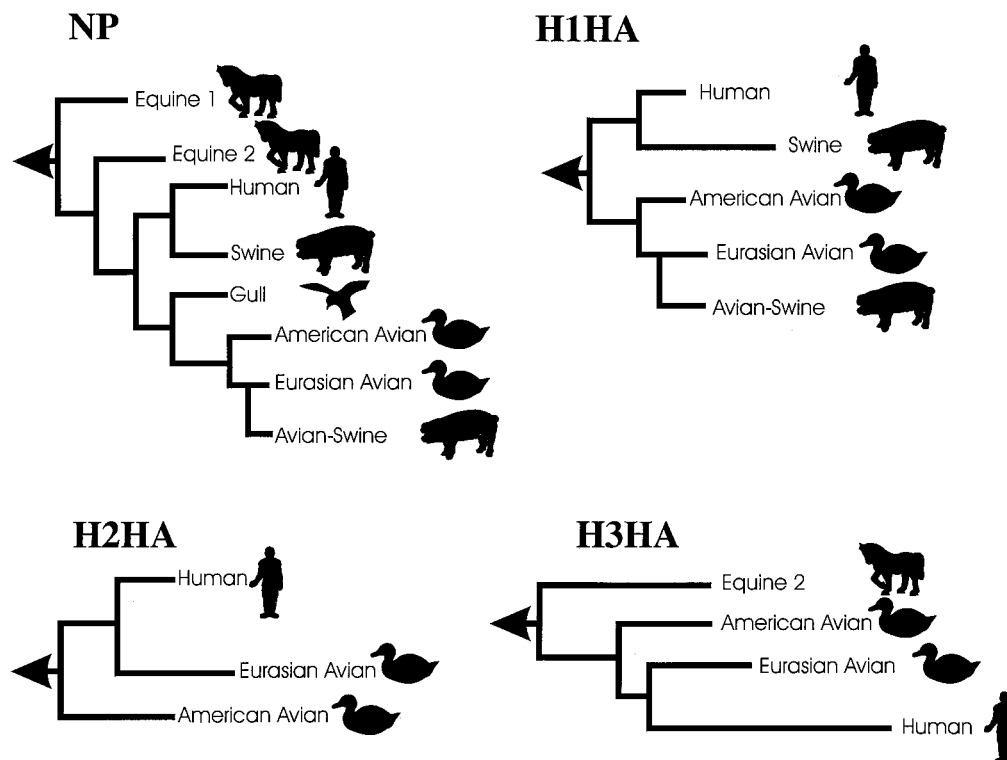 NP
Equine 1
Equine 2
Human
Swine
Gull
American Avian
Eurasian Avian
Avian-Swine
H1HA
Human
Swine
American Avian
Eurasian Avian
Avian-Swine
H2HA
Human
Eurasian Avian
American Avian
H3HA
Equine 2
American Avian
Eurasian Avian
Human